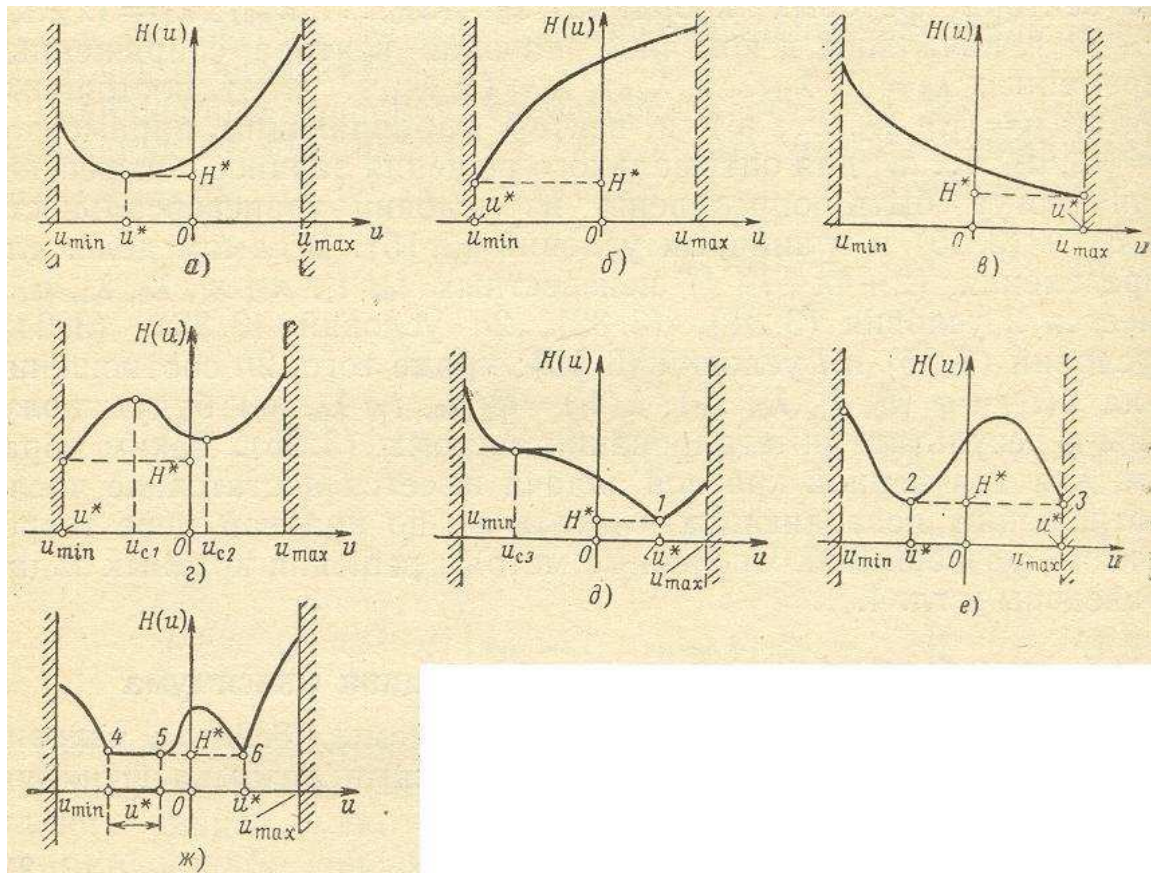 H(u)
H*
u_min u* 0 u_max u
а)
H(u)
H*
u*
u_min 0 u_max u
б)
H(u)
H*
u*
u_min 0 u_max u
в)
H(u)
H*
u*
u_min u_c1 0 u_c2 u_max u
г)
H(u)
1
u_min H*
u_c3 0 u* u_max u
д)
H(u)
2 H* 3
u*
u_min u* 0 u_max u
е)
H(u)
4 5 H* 6
u_min u* 0 u* u_max u
ж)